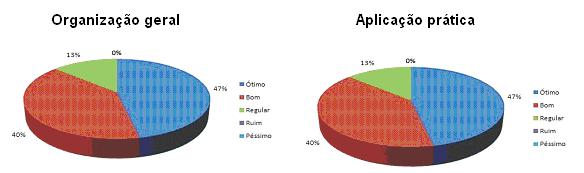 Organização geral
0%
13%
47%
40%
Ótimo
Bom
Regular
Ruim
Péssimo
Aplicação prática
0%
13%
47%
40%
Ótimo
Bom
Regular
Ruim
Péssimo